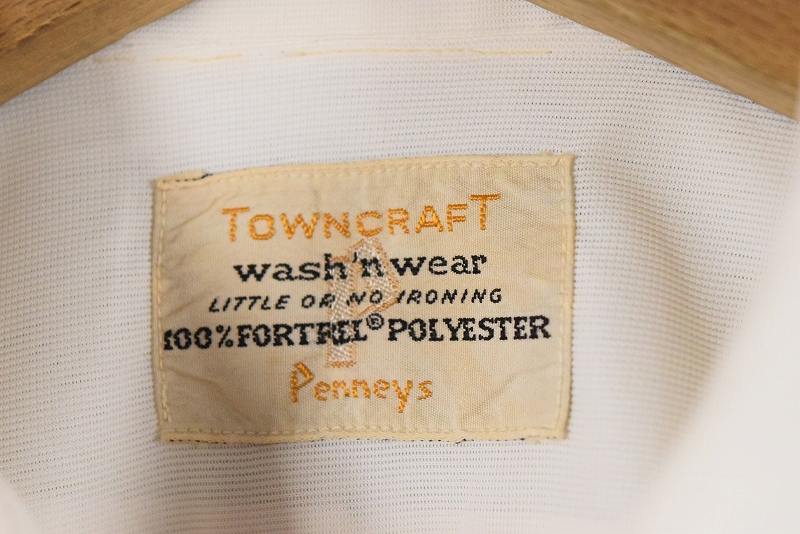 TOWNCRAFT
wash'n wear
LITTLE OR NO IRONING
100% FORTREL® POLYESTER
Penneys